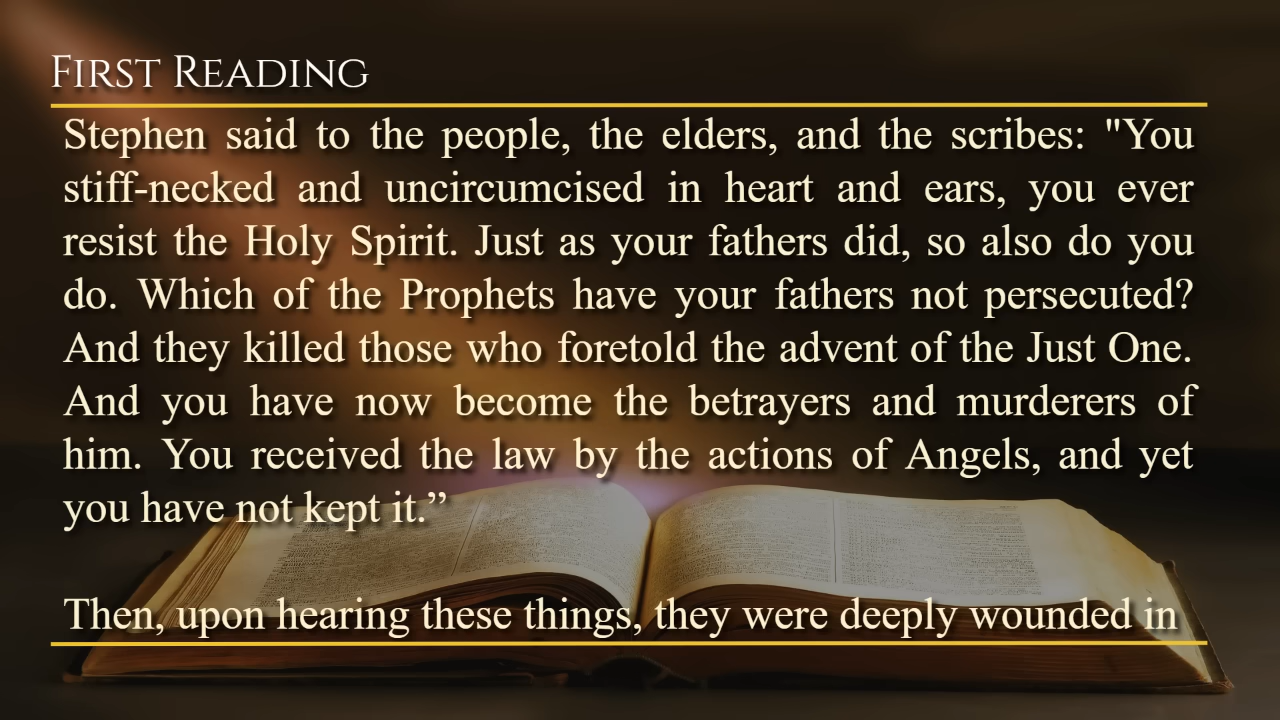 First Reading
Stephen said to the people, the elders, and the scribes: "You
stiff-necked and uncircumcised in heart and ears, you ever
resist the Holy Spirit. Just as your fathers did, so also do you
do. Which of the Prophets have your fathers not persecuted?
And they killed those who foretold the advent of the Just One.
And you have now become the betrayers and murderers of
him. You received the law by the actions of Angels, and yet
you have not kept it.”
Then, upon hearing these things, they were deeply wounded in